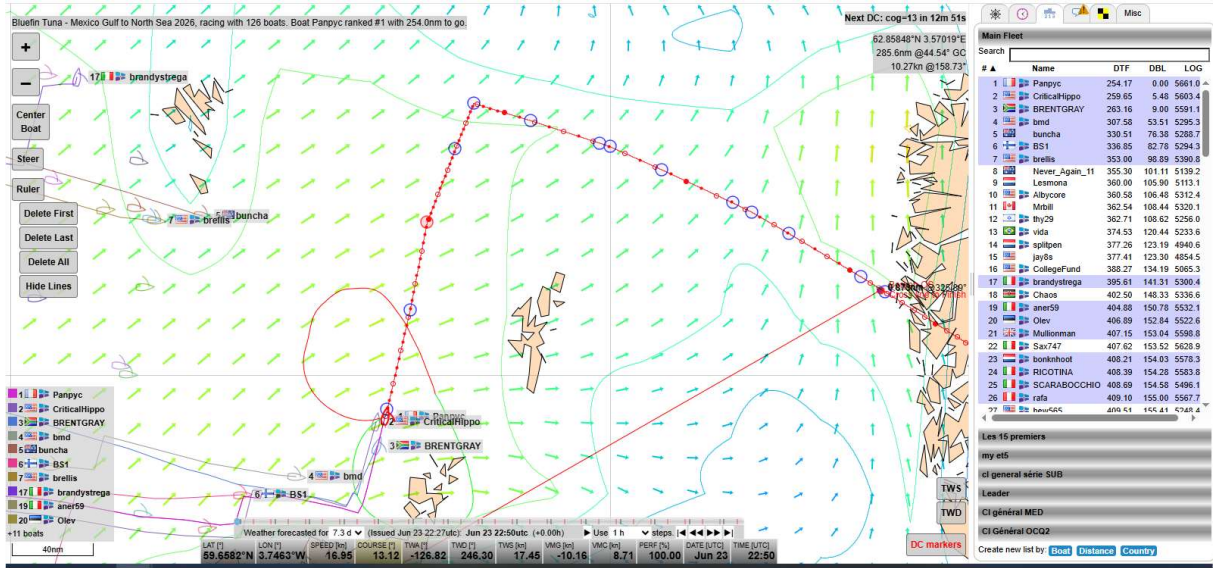 Bluefin Tuna - Mexico Gulf to North Sea 2026, racing with 126 boats. Boat Panpyc ranked #1 with 254.0nm to go.
Next DC: cog=13 in 12m 51s
62.85848°N 3.57019°E
285.6nm @44.54° GC
10.27kn @158.73°
+
−
Center
Boat
Steer
Ruler
Delete First
Delete Last
Delete All
Hide Lines
17 brandystrega
7 brellis
5 buncha
1 Panpyc
2 CriticalHippo
3 BRENTGRAY
4 bmd
6 BS1
1 Panpyc
2 CriticalHippo
3 BRENTGRAY
4 bmd
5 buncha
6 BS1
7 brellis
17 brandystrega
19 aner59
20 Olev
+11 boats
40nm
Weather forecasted for 7.3 d (Issued Jun 23 22:27utc): Jun 23 22:50utc (+0.00h) Use 1 h steps.
LAT [°] LON [°] SPEED [kn] COURSE [°] TWA [°] TWD [°] TWS [kn] VMG [kn] VMC [kn] PERF [%] DATE [UTC] TIME [UTC]
59.6582°N 3.7463°W 16.95 13.12 -126.82 246.30 17.45 -10.16 8.71 100.00 Jun 23 22:50
TWS
TWD
DC markers
Misc
Main Fleet
Search
# ▲ Name DTF DBL LOG
1 Panpyc 254.17 0.00 5661.0
2 CriticalHippo 259.65 5.48 5603.4
3 BRENTGRAY 263.16 9.00 5591.1
4 bmd 307.58 53.51 5295.3
5 buncha 330.51 76.38 5288.7
6 BS1 336.85 82.78 5294.3
7 brellis 353.00 98.89 5390.8
8 Never_Again_11 355.30 101.11 5139.2
9 Lesmona 360.00 105.90 5113.1
10 Albycore 360.58 106.48 5312.4
11 Mrbill 362.54 108.44 5320.1
12 thy29 362.71 108.62 5256.0
13 vida 374.53 120.44 5233.6
14 splitpen 377.26 123.19 4940.6
15 jay8s 377.41 123.30 4854.5
16 CollegeFund 388.27 134.19 5065.3
17 brandystrega 395.61 141.31 5300.4
18 Chaos 402.50 148.33 5336.6
19 aner59 404.88 150.78 5532.1
20 Olev 406.89 152.84 5522.6
21 Mullionman 407.15 153.04 5598.8
22 Sax747 407.62 153.52 5628.9
23 bonknhoot 408.21 154.03 5578.3
24 RICOTINA 408.39 154.28 5583.8
25 SCARABOCCHIO 408.69 154.58 5496.1
26 rafa 409.10 155.00 5567.7
27 bew565 409.51 155.41 5248.4
Les 15 premiers
my et5
cl general série SUB
Leader
Cl général MED
Cl Général OCQ2
Create new list by: Boat Distance Country